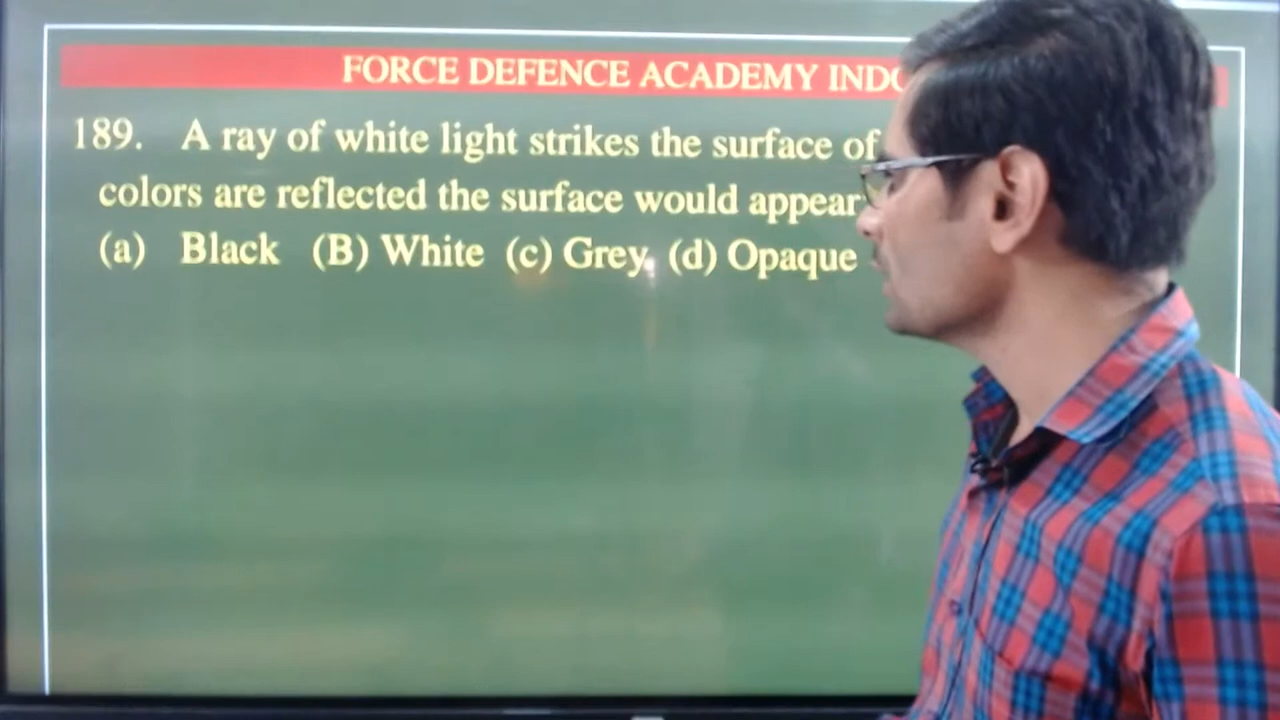 FORCE DEFENCE ACADEMY
189. A ray of white light strikes the surface of
colors are reflected the surface would appear
(a) Black (B) White (c) Grey (d) Opaque